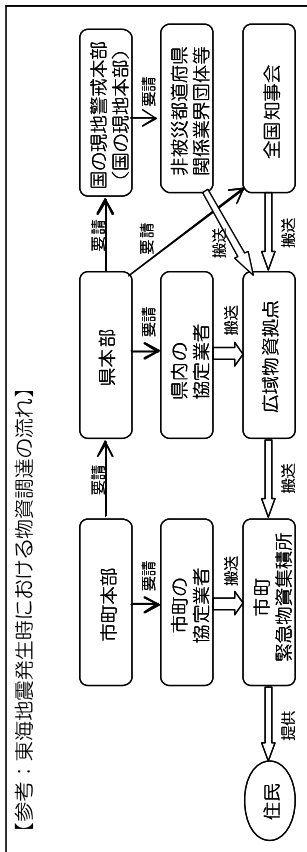 【参考：東海地震発生時における物資調達の流れ】
市町本部
要請
県本部
要請
国の現地警戒本部
(国の現地本部)
要請
要請
要請
要請
市町の
協定業者
県内の
協定業者
非被災都道府県
関係業界団体等
搬送
搬送
搬送
住民
提供
市町
緊急物資集積所
搬送
広域物資拠点
搬送
全国知事会